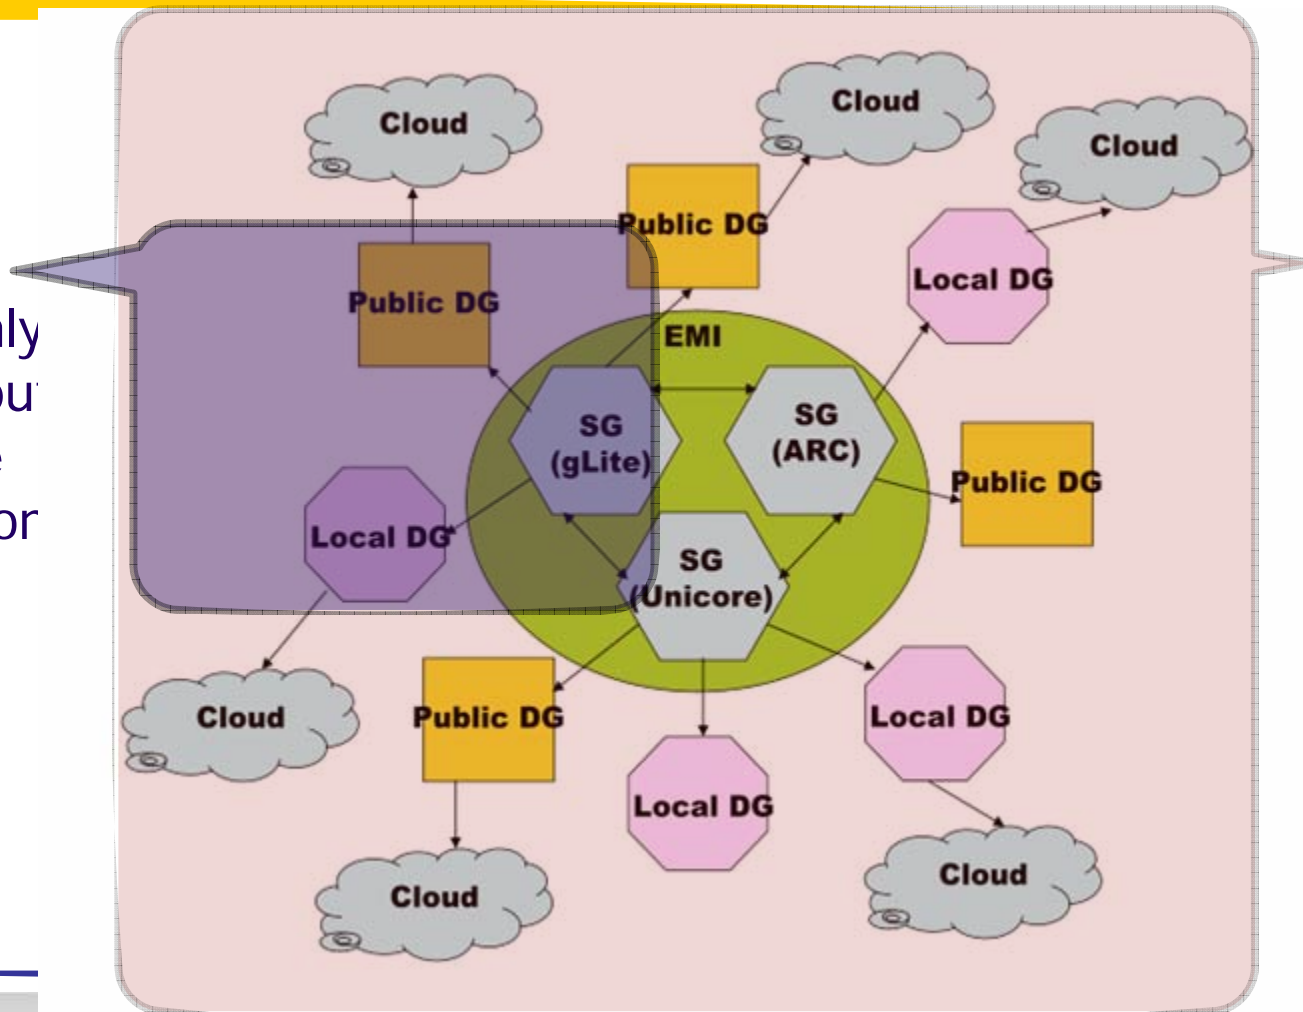 Cloud
Cloud
Cloud
Public DG
Local DG
Public DG
EMI
SG
(gLite)
SG
(ARC)
Public DG
Local DG
SG
(Unicore)
Cloud
Public DG
Local DG
Local DG
Cloud
Cloud